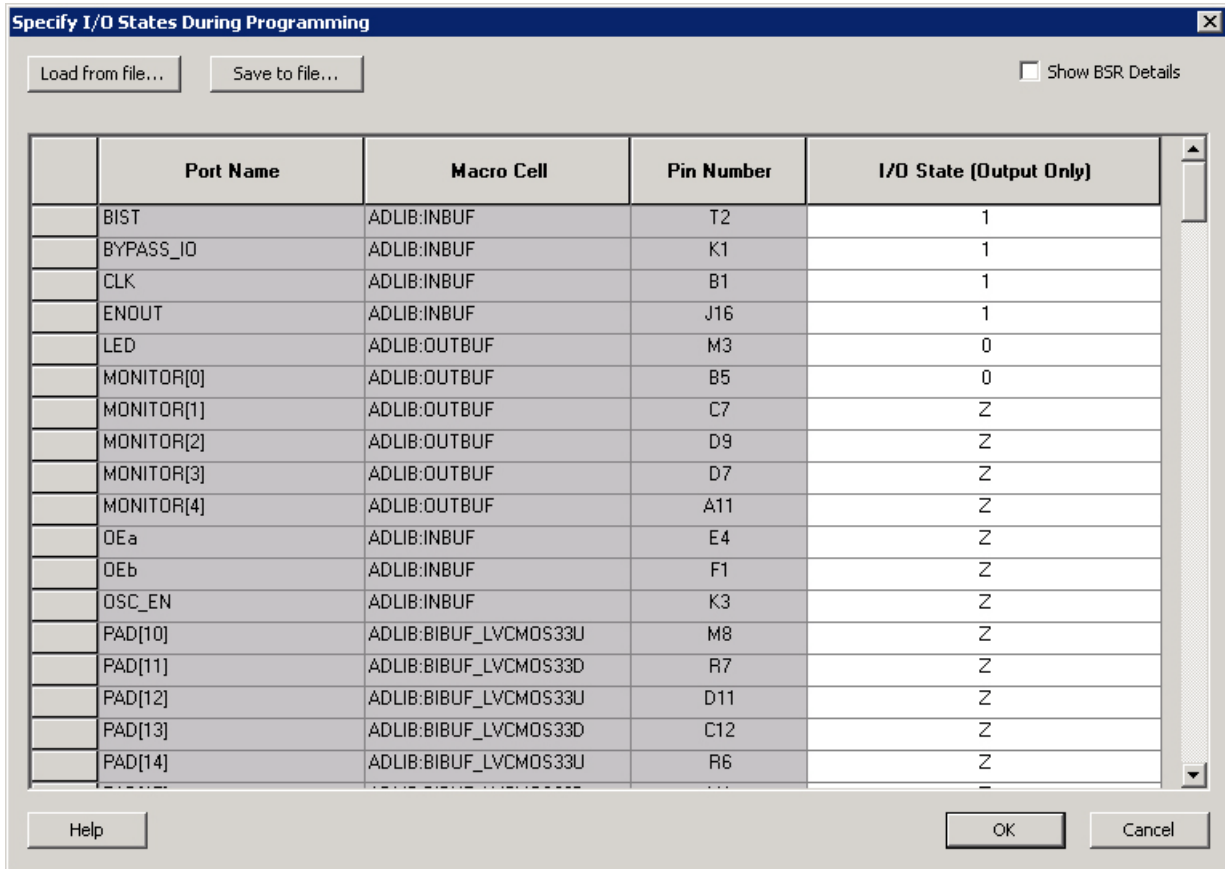 Specify I/O States During Programming
Load from file... Save to file... Show BSR Details
Port Name Macro Cell Pin Number I/O State (Output Only)
BIST ADLIB:INBUF T2 1
BYPASS_IO ADLIB:INBUF K1 1
CLK ADLIB:INBUF B1 1
ENOUT ADLIB:INBUF J16 1
LED ADLIB:OUTBUF M3 0
MONITOR[0] ADLIB:OUTBUF B5 0
MONITOR[1] ADLIB:OUTBUF C7 Z
MONITOR[2] ADLIB:OUTBUF D9 Z
MONITOR[3] ADLIB:OUTBUF D7 Z
MONITOR[4] ADLIB:OUTBUF A11 Z
OEa ADLIB:INBUF E4 Z
OEb ADLIB:INBUF F1 Z
OSC_EN ADLIB:INBUF K3 Z
PAD[10] ADLIB:BIBUF_LVCMOS33U M8 Z
PAD[11] ADLIB:BIBUF_LVCMOS33D R7 Z
PAD[12] ADLIB:BIBUF_LVCMOS33U D11 Z
PAD[13] ADLIB:BIBUF_LVCMOS33D C12 Z
PAD[14] ADLIB:BIBUF_LVCMOS33U R6 Z
Help OK Cancel